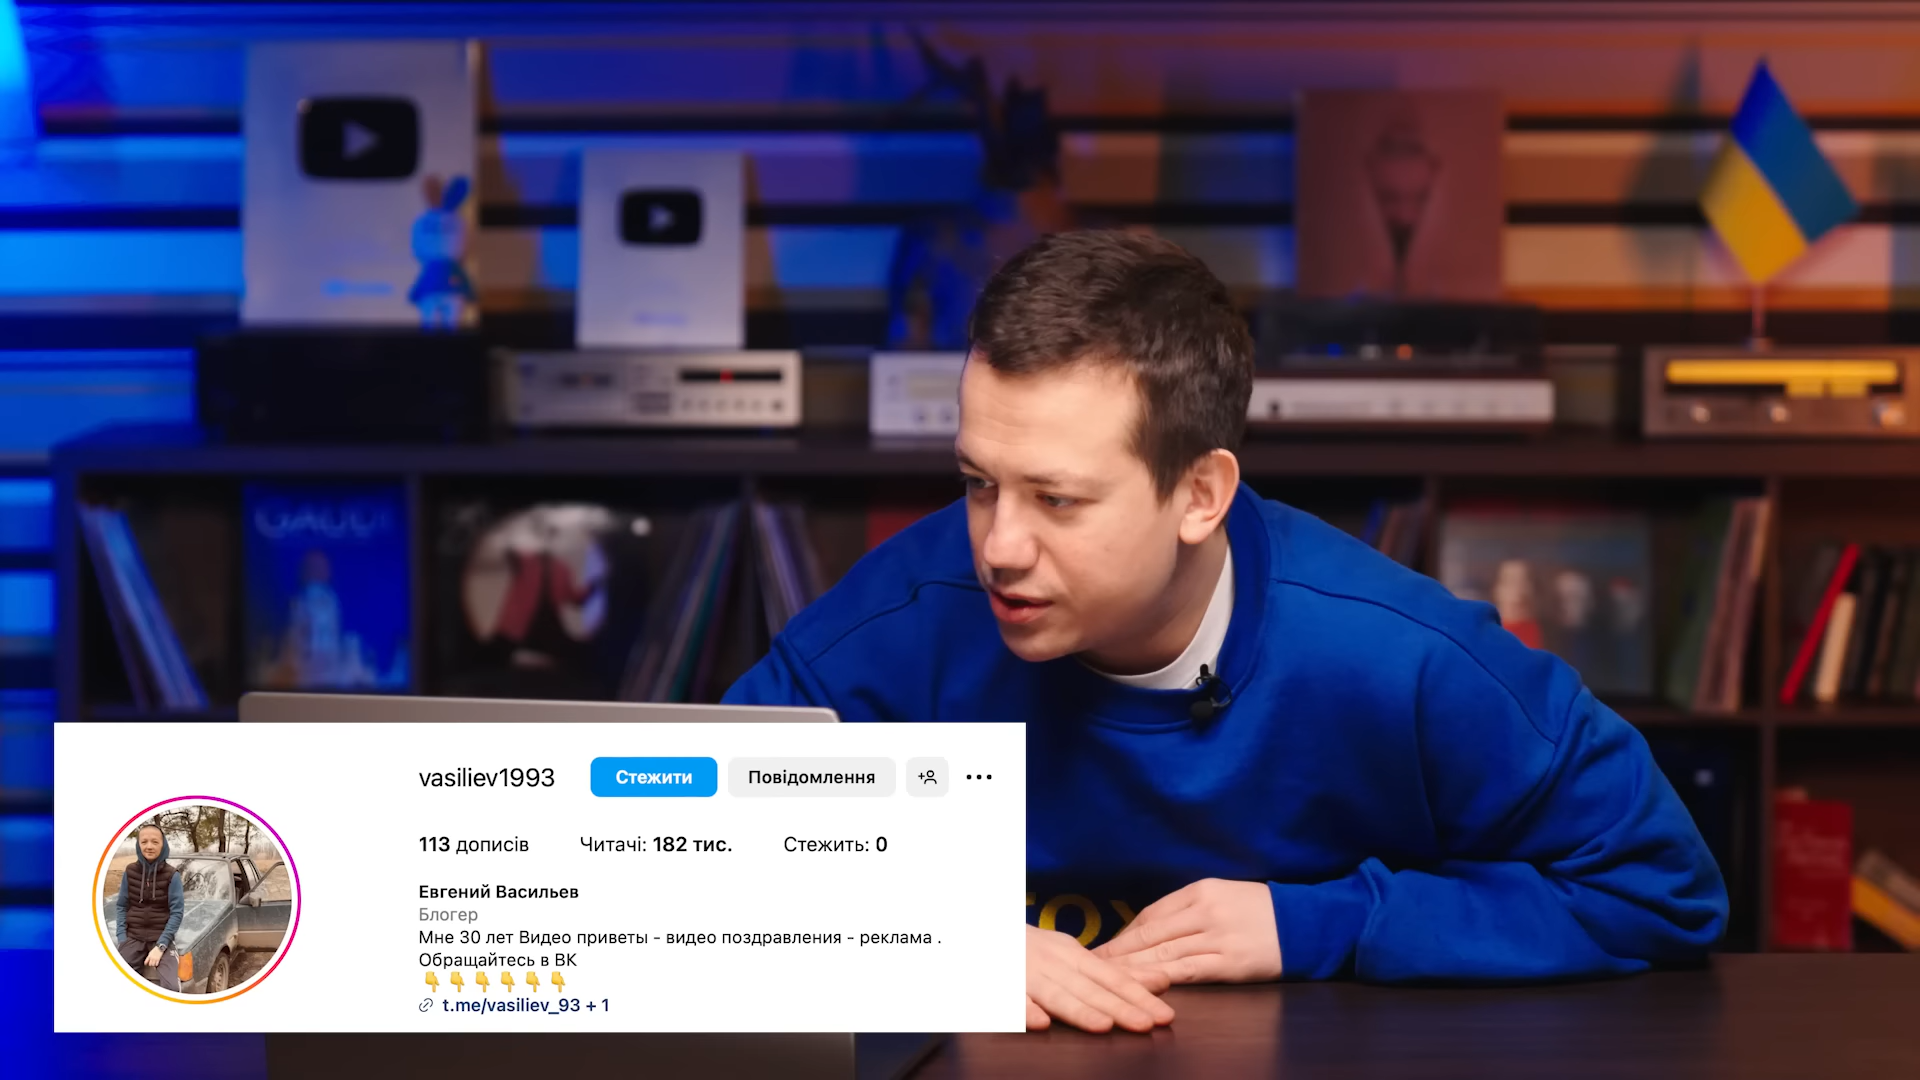 GAUDÍ
vasiliev1993
Стежити
Повідомлення
113 дописів Читачі: 182 тис. Стежить: 0
Евгений Васильев
Блогер
Мне 30 лет Видео приветы - видео поздравления - реклама .
Обращайтесь в ВК
👇👇👇👇👇👇
t.me/vasiliev_93 + 1